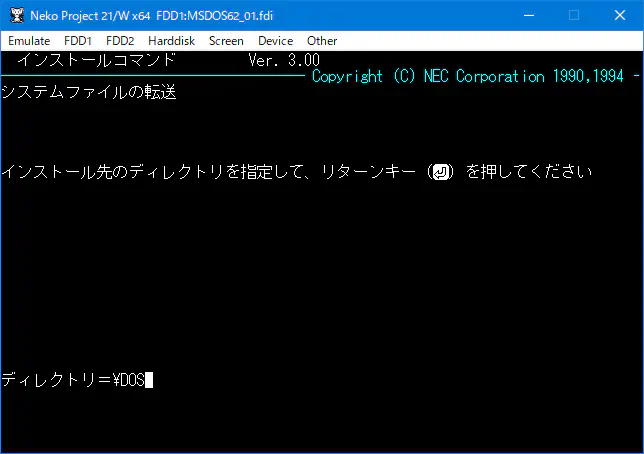 Neko Project 21/W x64 FDD1:MSDOS62_01.fdi
Emulate FDD1 FDD2 Harddisk Screen Device Other
インストールコマンド Ver. 3.00
Copyright (C) NEC Corporation 1990,1994
システムファイルの転送
インストール先のディレクトリを指定して、リターンキー（↵）を押してください
ディレクトリ＝¥DOS